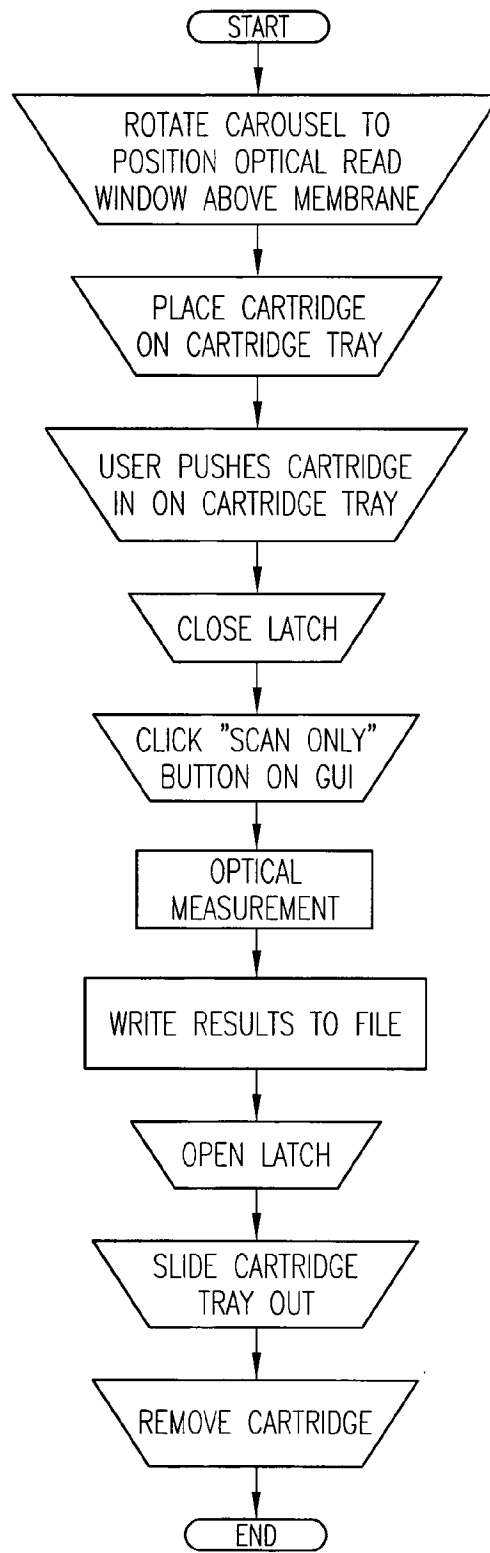 START
ROTATE CAROUSEL TO
POSITION OPTICAL READ
WINDOW ABOVE MEMBRANE
PLACE CARTRIDGE
ON CARTRIDGE TRAY
USER PUSHES CARTRIDGE
IN ON CARTRIDGE TRAY
CLOSE LATCH
CLICK "SCAN ONLY"
BUTTON ON GUI
OPTICAL
MEASUREMENT
WRITE RESULTS TO FILE
OPEN LATCH
SLIDE CARTRIDGE
TRAY OUT
REMOVE CARTRIDGE
END